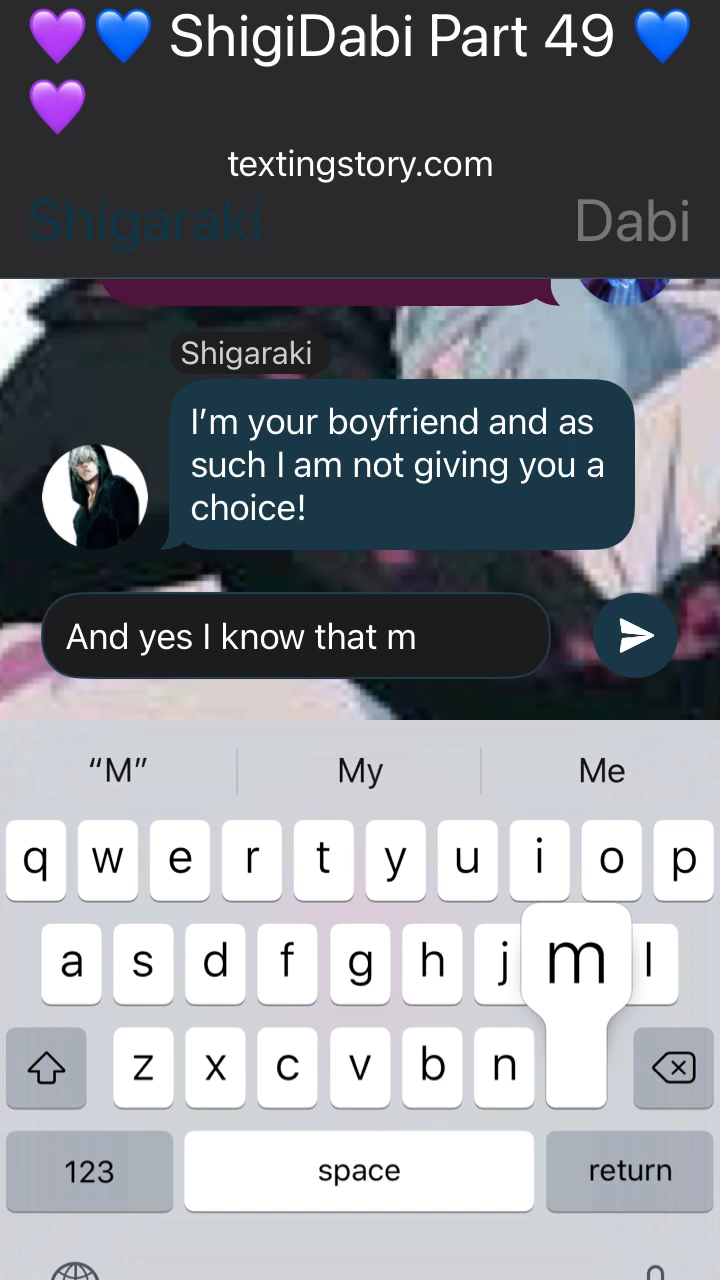 💜💙 ShigiDabi Part 49 💙
💜
textingstory.com
Shigaraki Dabi
Shigaraki
I’m your boyfriend and as
such I am not giving you a
choice!
And yes I know that m
“M” My Me
q w e r t y u i o p
a s d f g h j m l
z x c v b n
123 space return